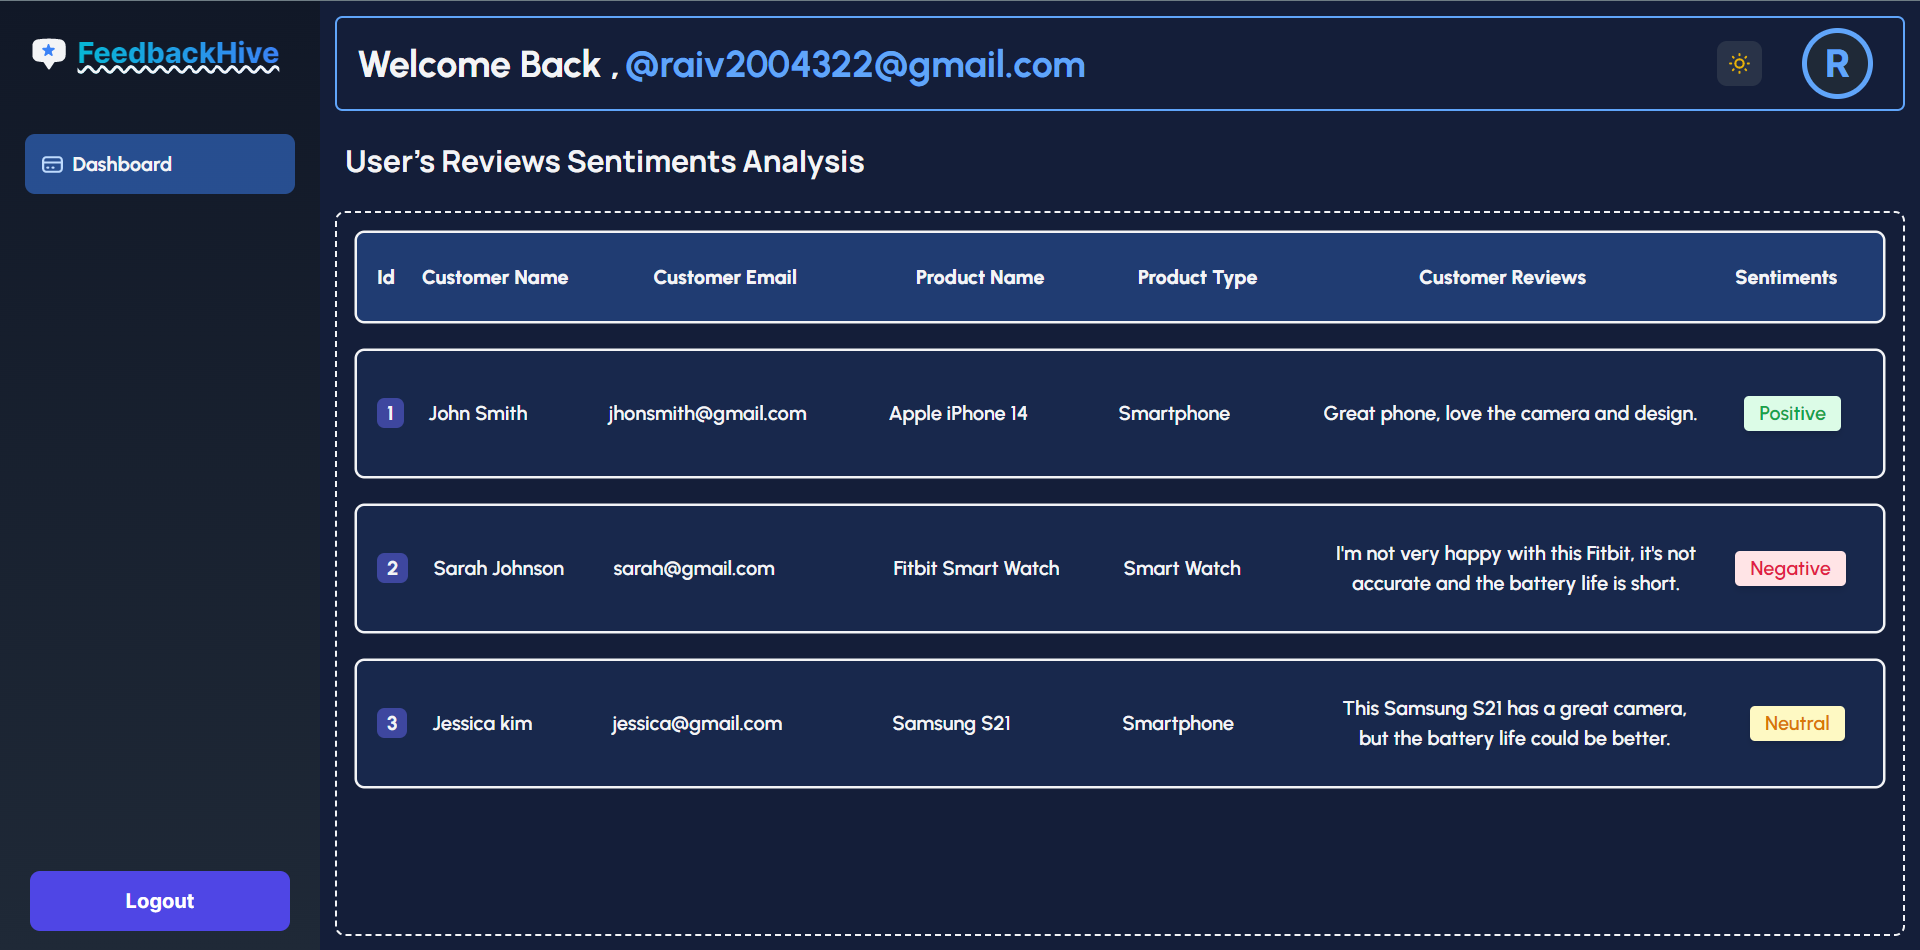 FeedbackHive
Welcome Back , @raiv2004322@gmail.com
R
Dashboard
User's Reviews Sentiments Analysis
Id Customer Name Customer Email Product Name Product Type Customer Reviews Sentiments
1 John Smith jhonsmith@gmail.com Apple iPhone 14 Smartphone Great phone, love the camera and design. Positive
2 Sarah Johnson sarah@gmail.com Fitbit Smart Watch Smart Watch I'm not very happy with this Fitbit, it's not
accurate and the battery life is short. Negative
3 Jessica kim jessica@gmail.com Samsung S21 Smartphone This Samsung S21 has a great camera,
but the battery life could be better. Neutral
Logout